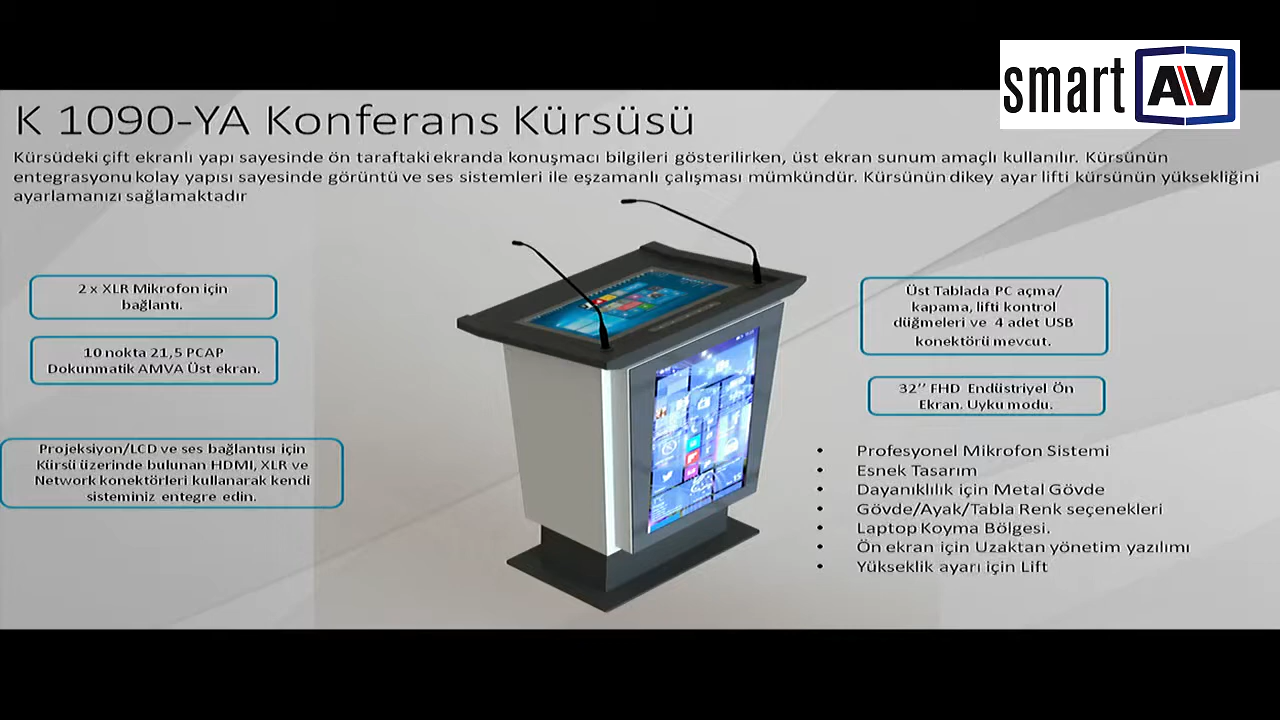 smart AV
K 1090-YA Konferans Kürsüsü
Kürsüdeki çift ekranlı yapı sayesinde ön taraftaki ekranda konuşmacı bilgileri gösterilirken, üst ekran sunum amaçlı kullanılır. Kürsünün
entegrasyonu kolay yapısı sayesinde görüntü ve ses sistemleri ile eşzamanlı çalışması mümkündür. Kürsünün dikey ayar lifti kürsünün yüksekliğini
ayarlamanızı sağlamaktadır
2 x XLR Mikrofon için
bağlantı.
10 nokta 21,5 PCAP
Dokunmatik AMVA Üst ekran.
Projeksiyon/LCD ve ses bağlantısı için
Kürsü üzerinde bulunan HDMI, XLR ve
Network konektörleri kullanarak kendi
sisteminiz entegre edin.
Üst Tablada PC açma/
kapama, lifti kontrol
düğmeleri ve 4 adet USB
konektörü mevcut.
32’’ FHD Endüstriyel Ön
Ekran. Uyku modu.
• Profesyonel Mikrofon Sistemi
• Esnek Tasarım
• Dayanıklılık için Metal Gövde
• Gövde/Ayak/Tabla Renk seçenekleri
• Laptop Koyma Bölgesi.
• Ön ekran için Uzaktan yönetim yazılımı
• Yükseklik ayarı için Lift